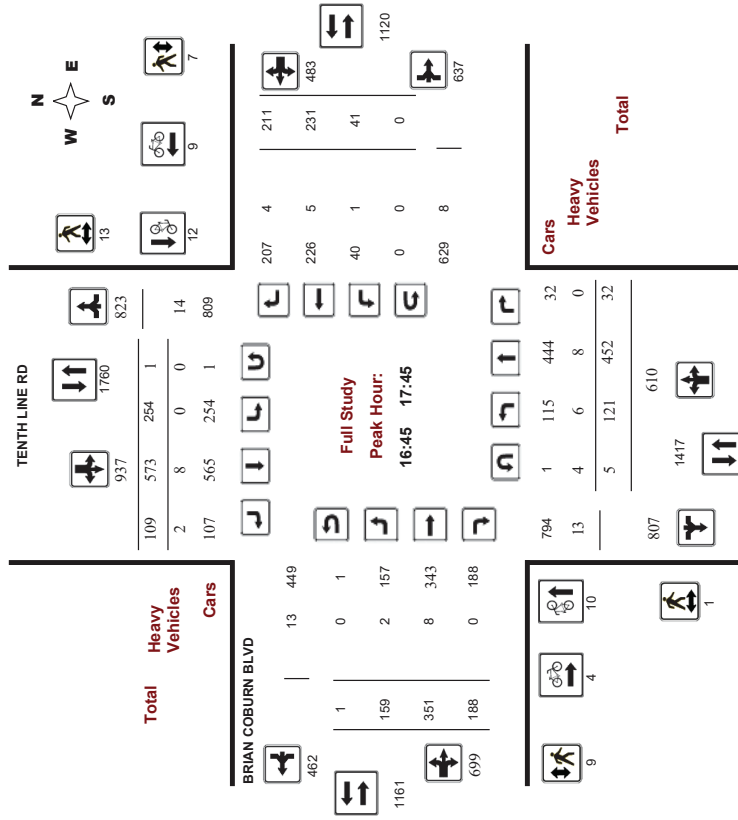 N
W E
S
13
7
12
9
TENTH LINE RD
937
1760
823
109 573 254 1
2 8 0 0 14
107 565 254 1 809
Total
Heavy
Vehicles
Cars
207 4 211
226 5 231
40 1 41
0 0 0
629 8
483
1120
637
Full Study
Peak Hour:
16:45 17:45
BRIAN COBURN BLVD
462
1161
699
13 449
1 0 1
159 2 157
351 8 343
188 0 188
Cars
Heavy
Vehicles
Total
794 1 115 444 32
13 4 6 8 0
5 121 452 32
807
1417
610
9
4
10
1